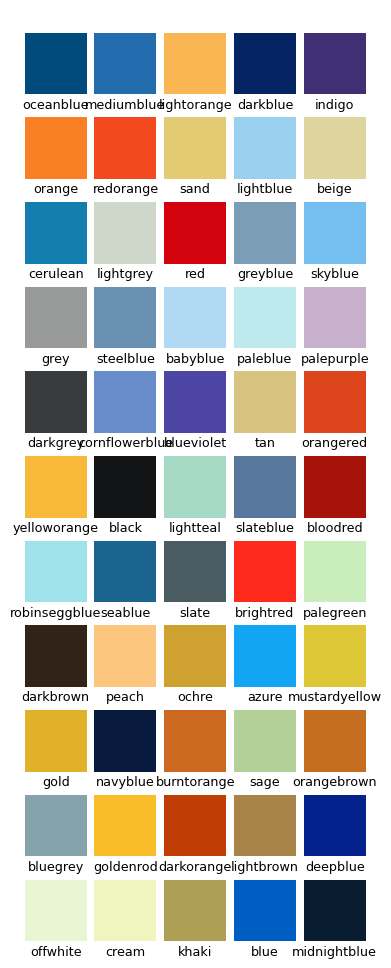 oceanblue mediumblue lightorange darkblue indigo
orange redorange sand lightblue beige
cerulean lightgrey red greyblue skyblue
grey steelblue babyblue paleblue palepurple
darkgrey cornflowerblue blueviolet tan orangered
yelloworange black lightteal slateblue bloodred
robinseggblue seablue slate brightred palegreen
darkbrown peach ochre azure mustardyellow
gold navyblue burntorange sage orangebrown
bluegrey goldenrod darkorange lightbrown deepblue
offwhite cream khaki blue midnightblue